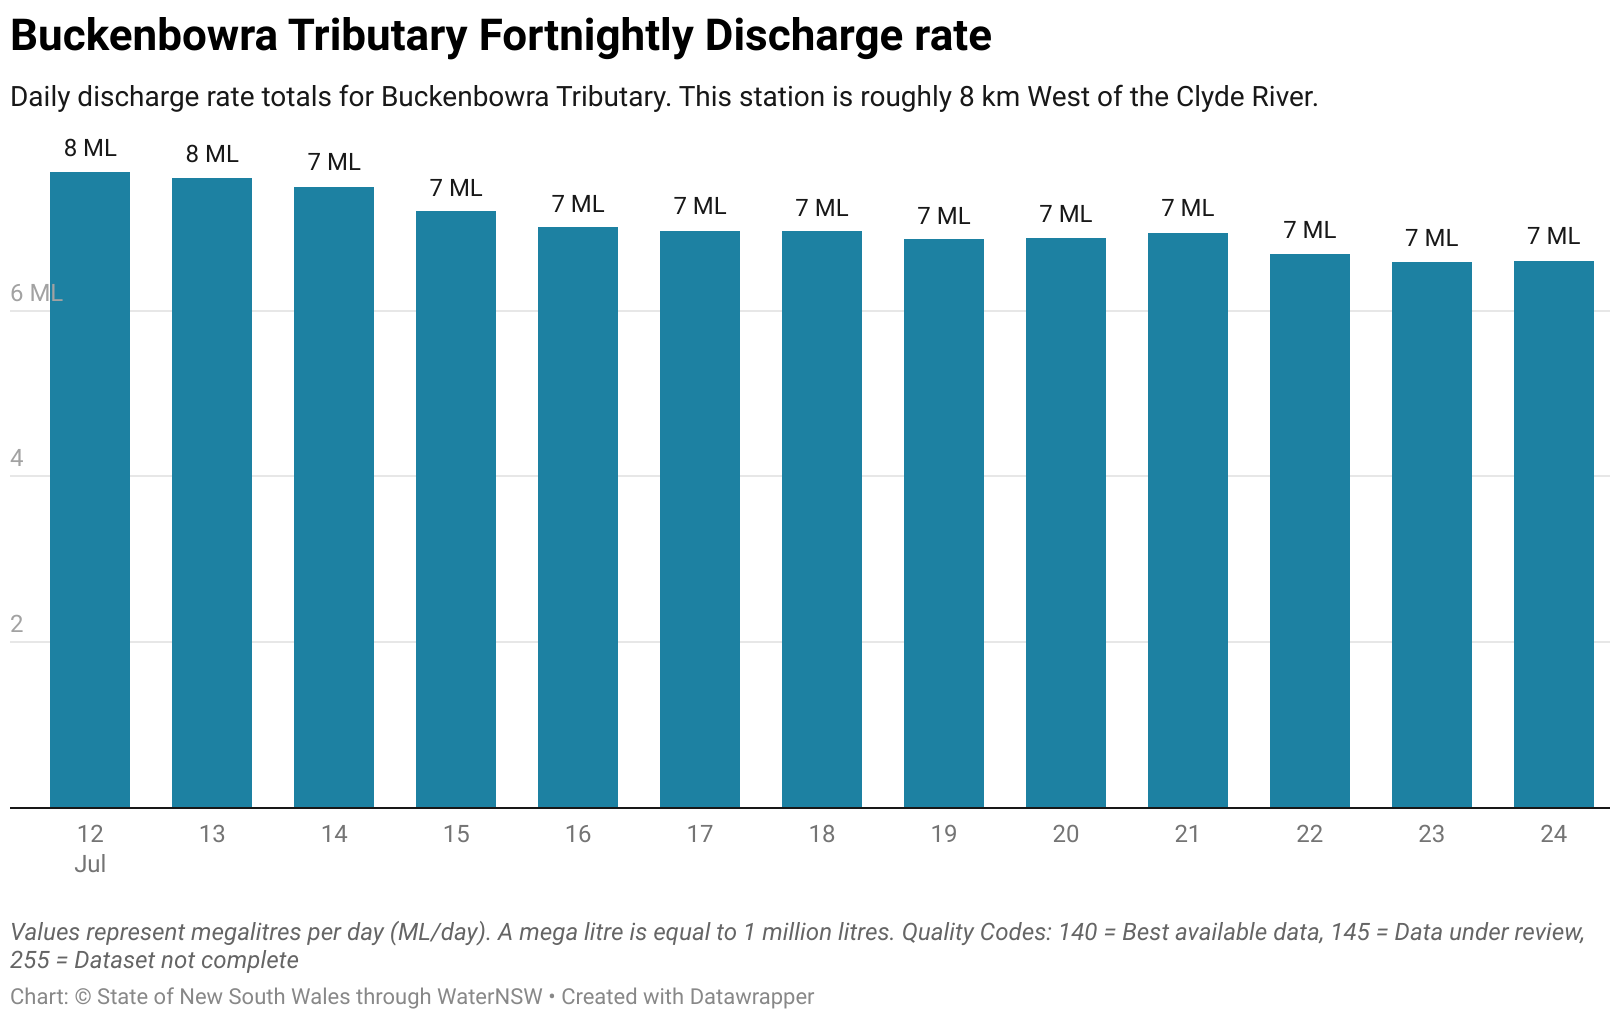 Buckenbowra Tributary Fortnightly Discharge rate
Daily discharge rate totals for Buckenbowra Tributary. This station is roughly 8 km West of the Clyde River.
8 ML
8 ML
7 ML
7 ML
7 ML
7 ML
7 ML
7 ML
7 ML
7 ML
7 ML
7 ML
7 ML
6 ML
4
2
12 13 14 15 16 17 18 19 20 21 22 23 24
Jul
Values represent megalitres per day (ML/day). A mega litre is equal to 1 million litres. Quality Codes: 140 = Best available data, 145 = Data under review,
255 = Dataset not complete
Chart: © State of New South Wales through WaterNSW • Created with Datawrapper